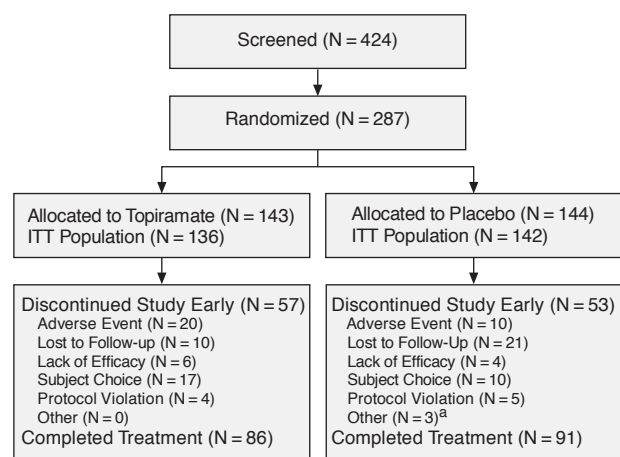 Screened (N = 424)
Randomized (N = 287)
Allocated to Topiramate (N = 143)
ITT Population (N = 136)
Allocated to Placebo (N = 144)
ITT Population (N = 142)
Discontinued Study Early (N = 57)
Adverse Event (N = 20)
Lost to Follow-up (N = 10)
Lack of Efficacy (N = 6)
Subject Choice (N = 17)
Protocol Violation (N = 4)
Other (N = 0)
Completed Treatment (N = 86)
Discontinued Study Early (N = 53)
Adverse Event (N = 10)
Lost to Follow-Up (N = 21)
Lack of Efficacy (N = 4)
Subject Choice (N = 10)
Protocol Violation (N = 5)
Other (N = 3)ᵃ
Completed Treatment (N = 91)